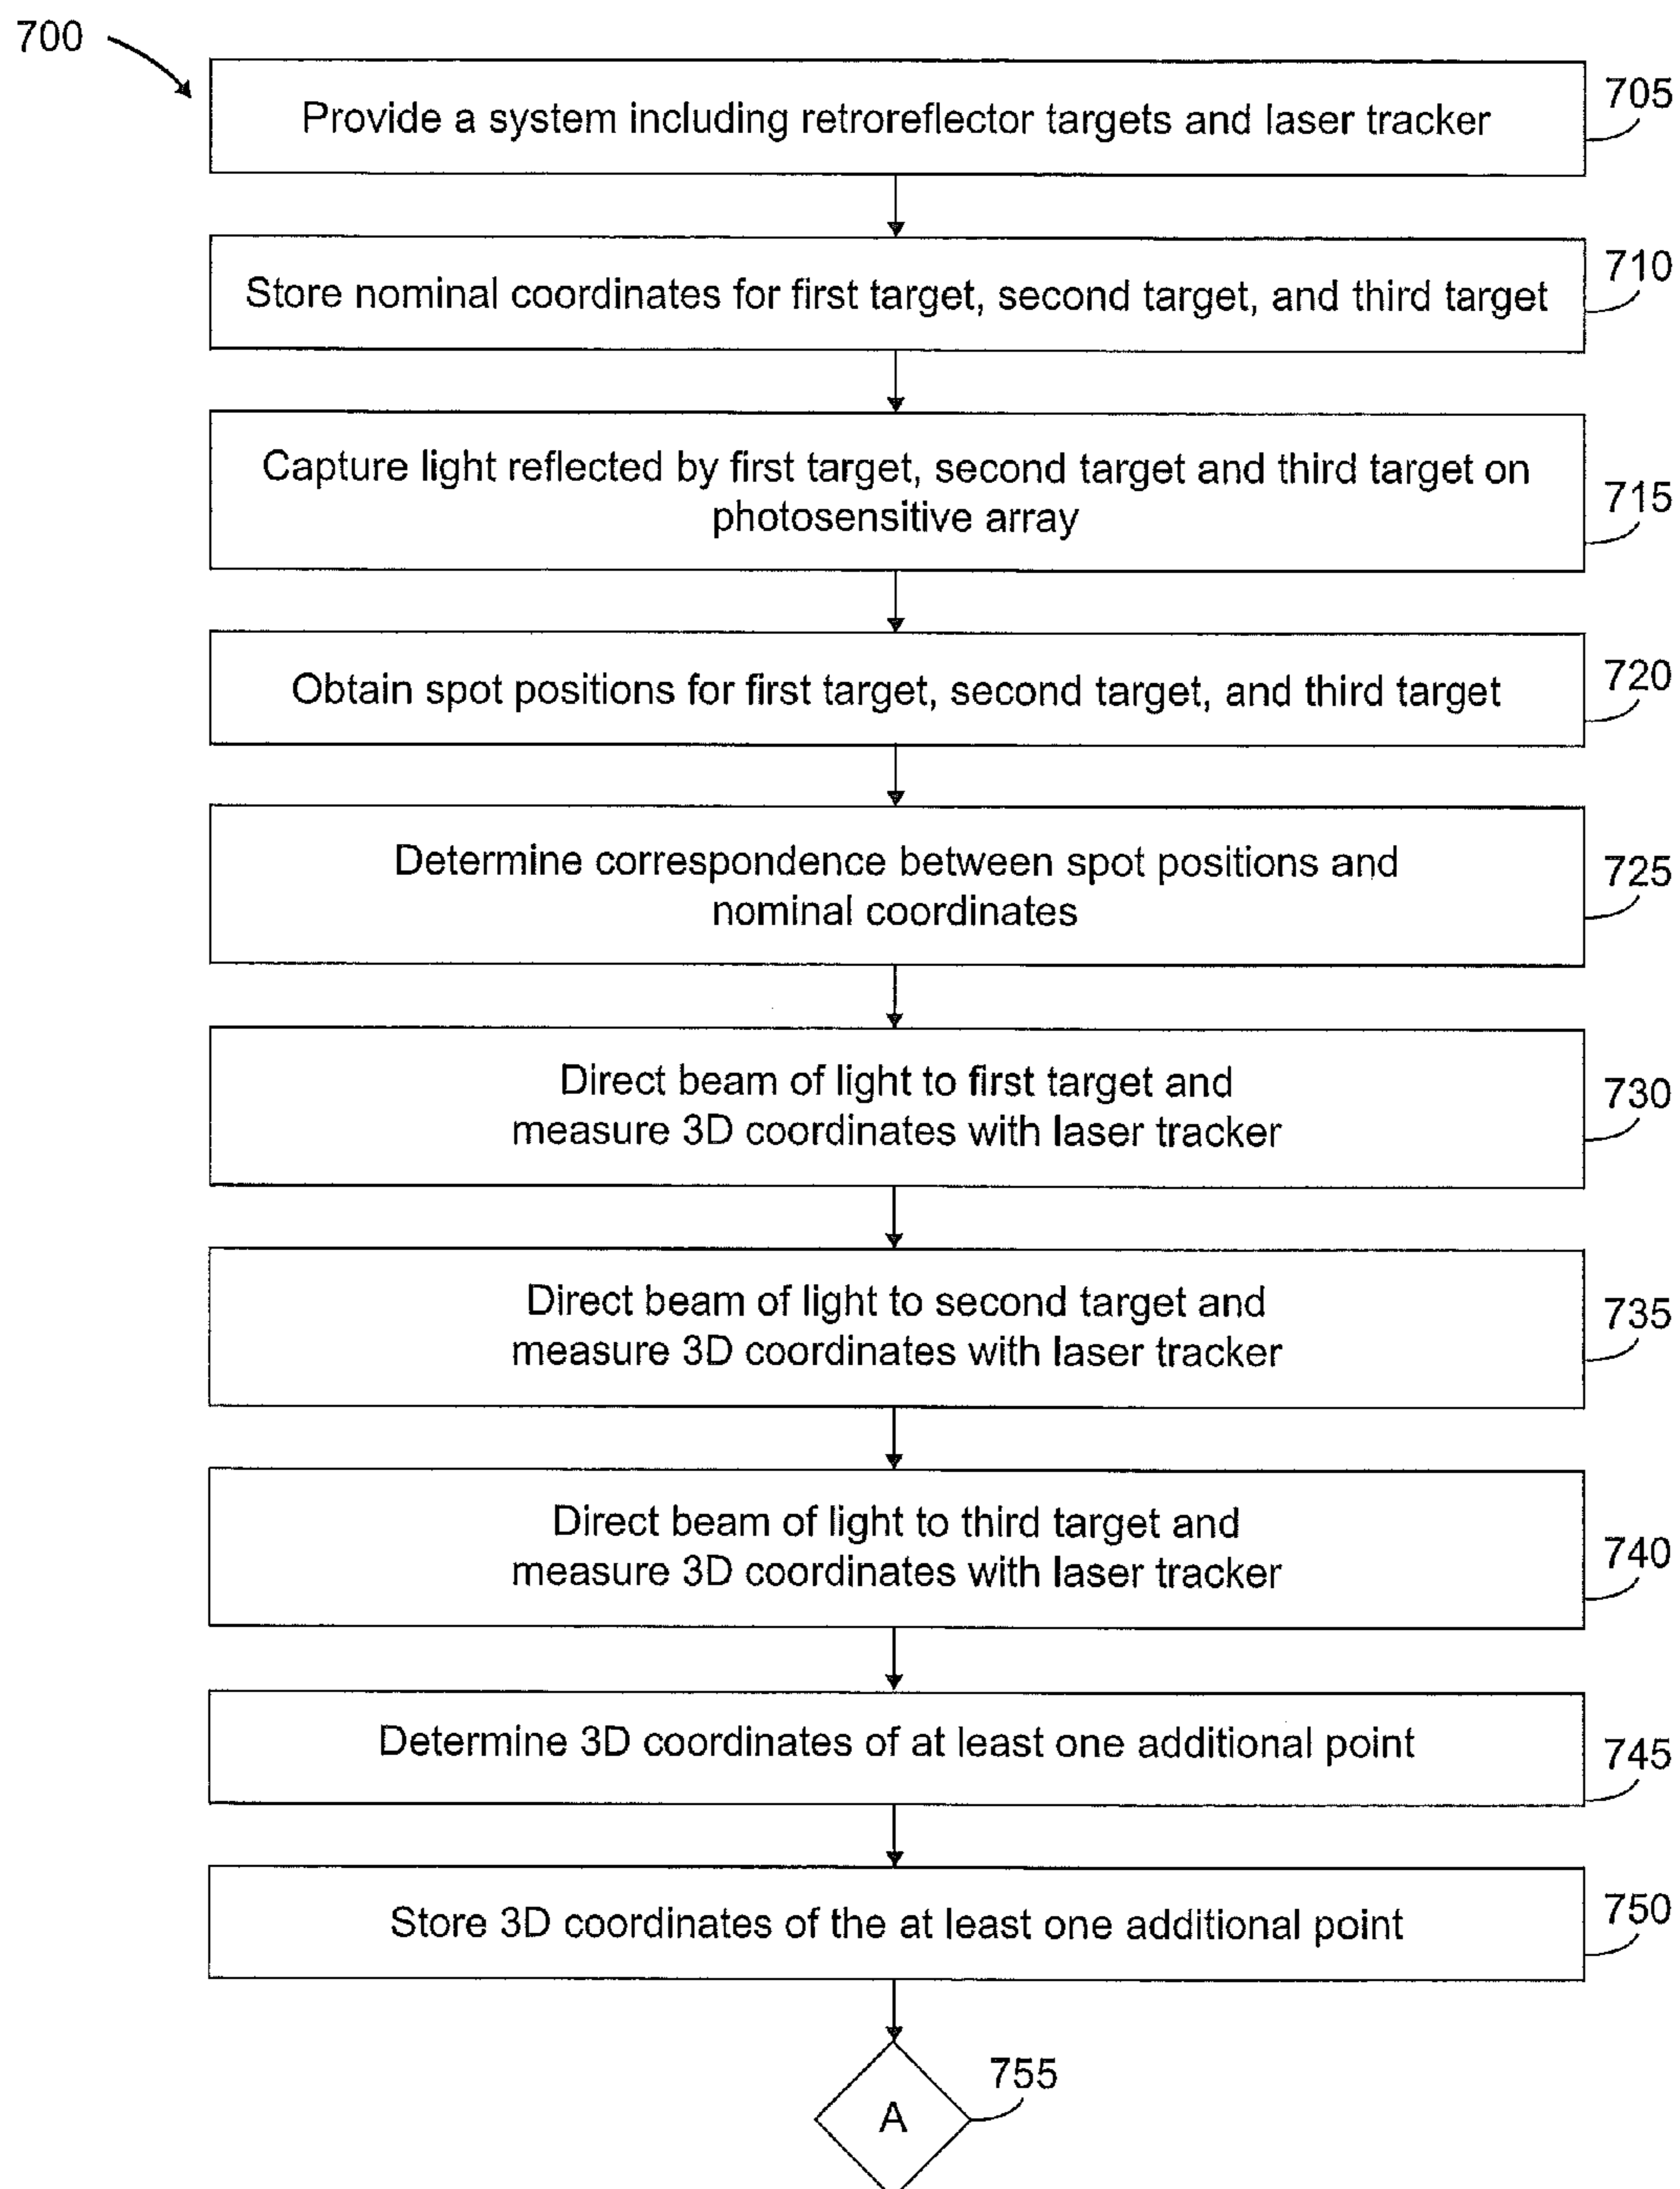 700
Provide a system including retroreflector targets and laser tracker
705
Store nominal coordinates for first target, second target, and third target
710
Capture light reflected by first target, second target and third target on
photosensitive array
715
Obtain spot positions for first target, second target, and third target
720
Determine correspondence between spot positions and
nominal coordinates
725
Direct beam of light to first target and
measure 3D coordinates with laser tracker
730
Direct beam of light to second target and
measure 3D coordinates with laser tracker
735
Direct beam of light to third target and
measure 3D coordinates with laser tracker
740
Determine 3D coordinates of at least one additional point
745
Store 3D coordinates of the at least one additional point
750
A
755